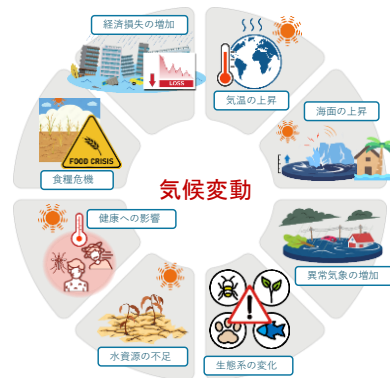 経済損失の増加
LOSS
気温の上昇
海面の上昇
FOOD CRISIS
食糧危機
気候変動
健康への影響
異常気象の増加
水資源の不足
生態系の変化